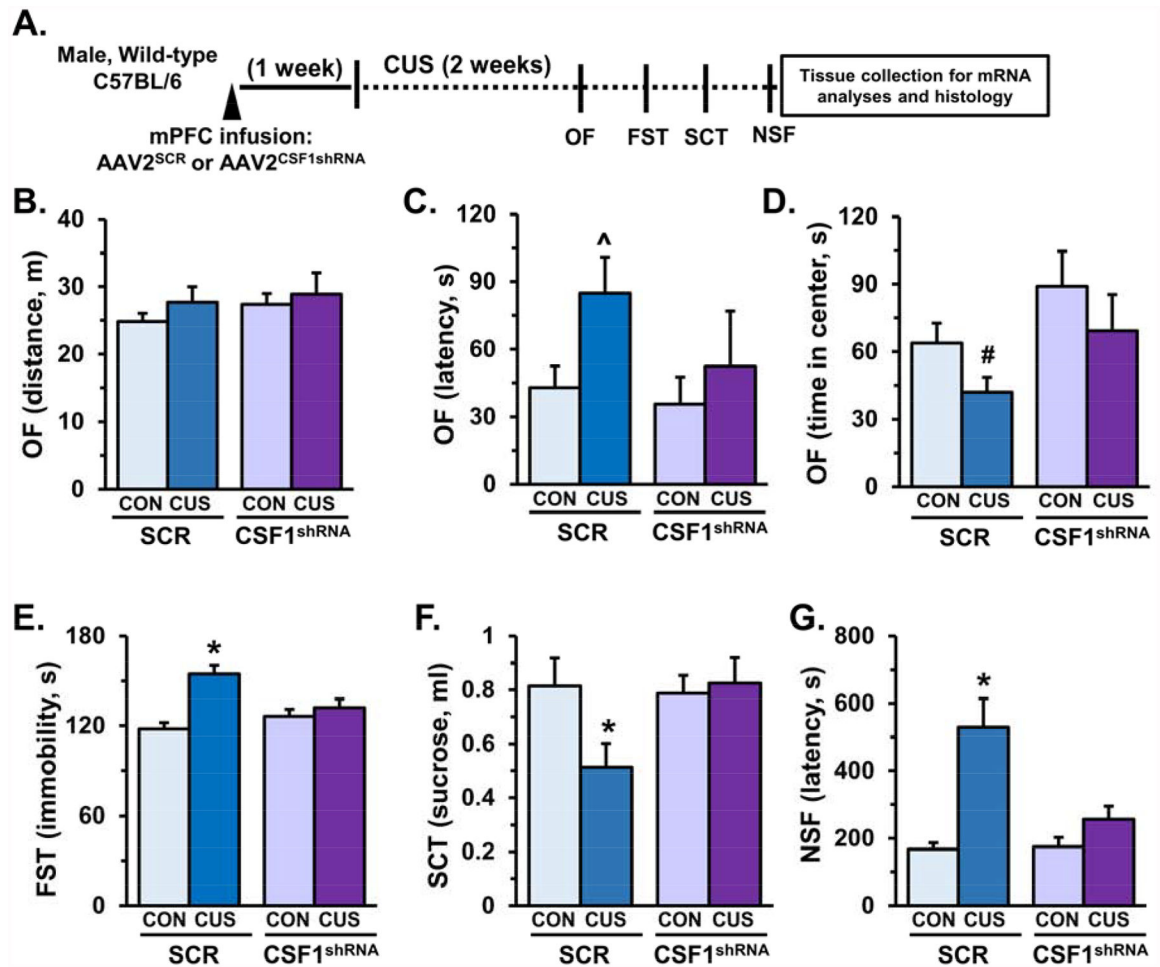 A.
Male, Wild-type
C57BL/6
(1 week)
CUS (2 weeks)
mPFC infusion:
AAV2SCR or AAV2CSF1shRNA
OF
FST
SCT
NSF
Tissue collection for mRNA
analyses and histology
B.
OF (distance, m)
40
30
20
10
0
CON CUS CON CUS
SCR CSF1shRNA
C.
OF (latency, s)
120
90
60
30
0
^
CON CUS CON CUS
SCR CSF1shRNA
D.
OF (time in center, s)
120
90
60
30
0
#
CON CUS CON CUS
SCR CSF1shRNA
E.
FST (immobility, s)
180
120
60
0
*
CON CUS CON CUS
SCR CSF1shRNA
F.
SCT (sucrose, ml)
1
0.8
0.6
0.4
0.2
0
*
CON CUS CON CUS
SCR CSF1shRNA
G.
NSF (latency, s)
800
600
400
200
0
*
CON CUS CON CUS
SCR CSF1shRNA